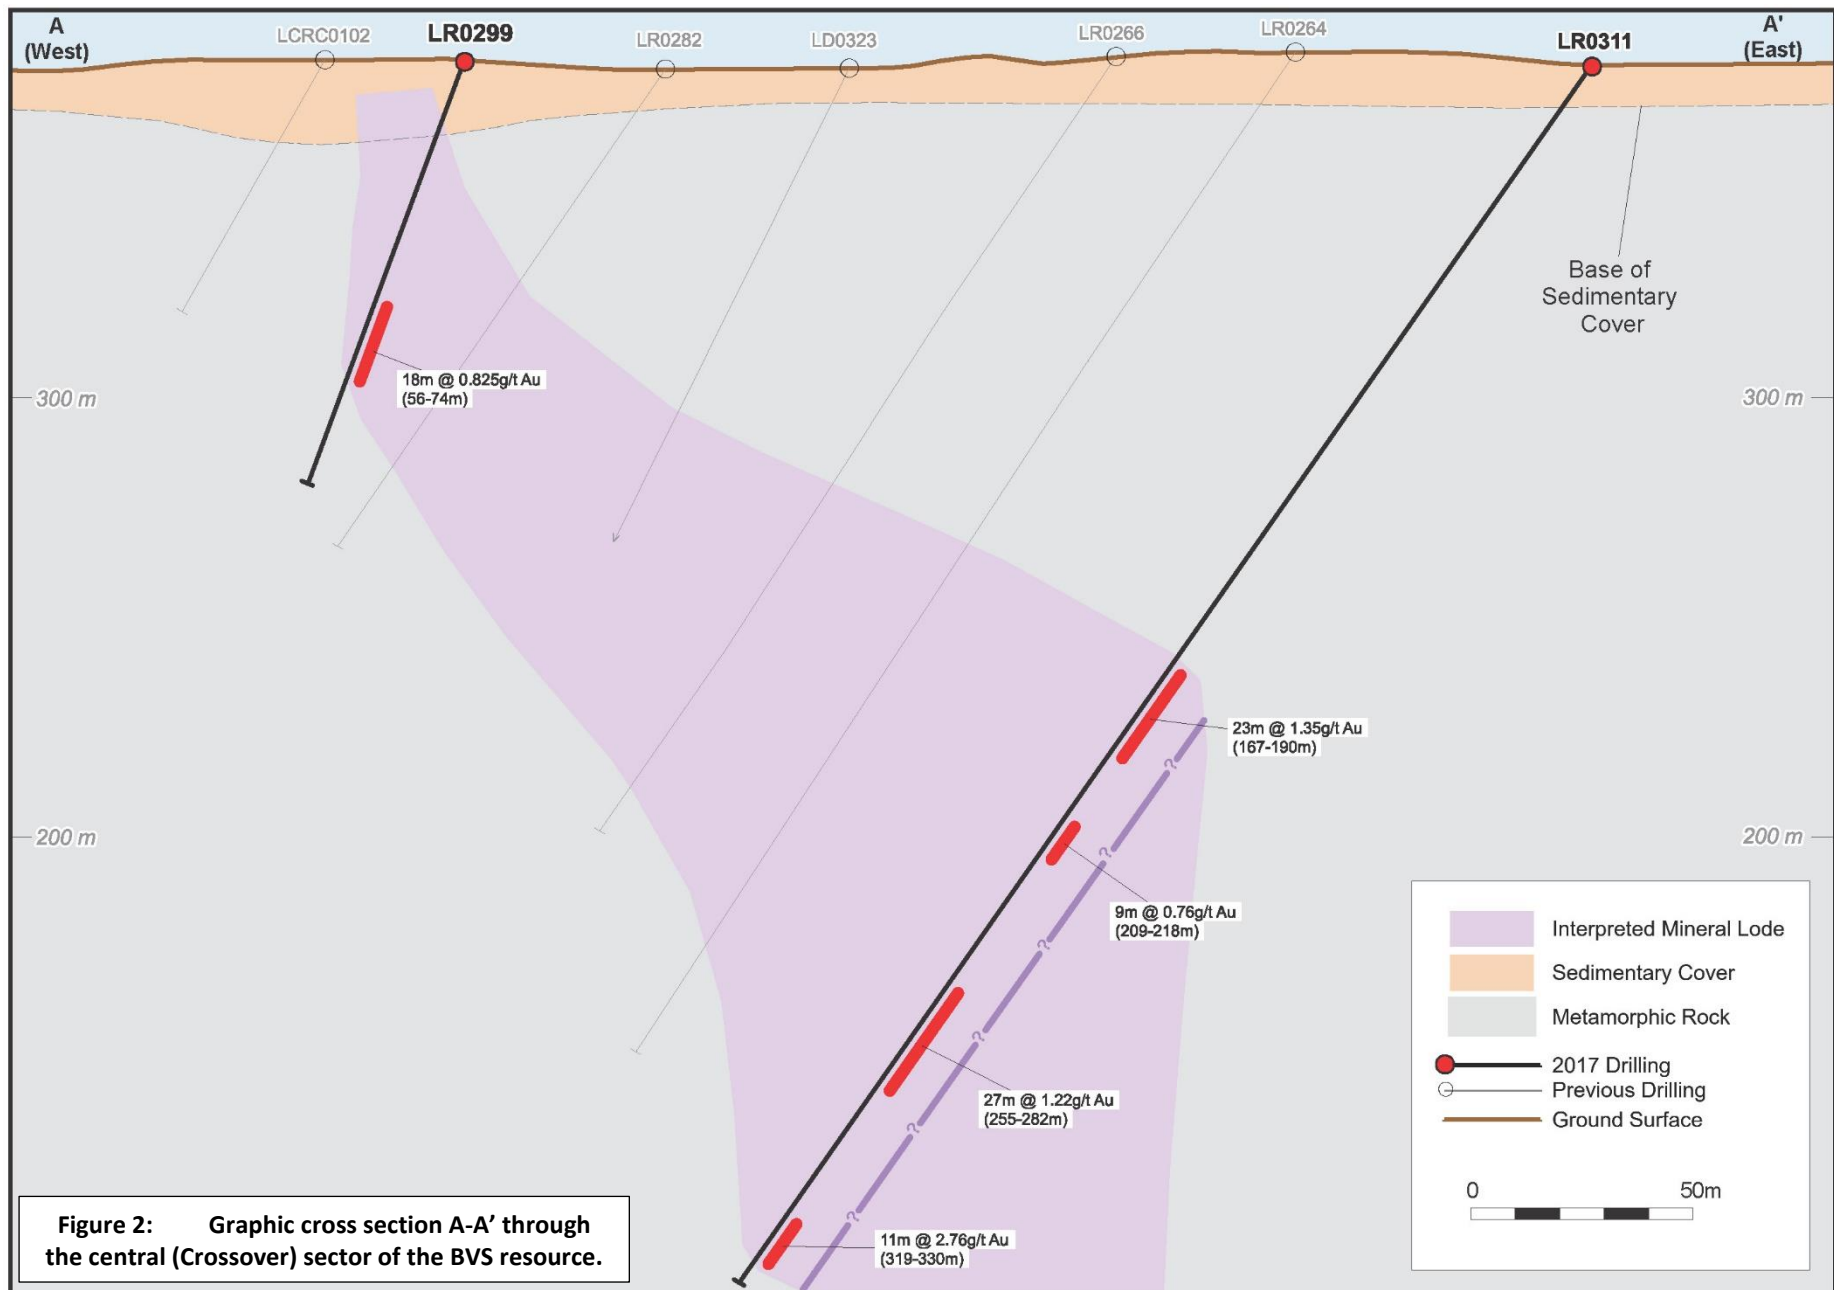 A
(West)
LCRC0102
LR0299
LR0282
LD0323
LR0266
LR0264
LR0311
A'
(East)
Base of
Sedimentary
Cover
18m @ 0.825g/t Au
(56-74m)
300 m
300 m
23m @ 1.35g/t Au
(167-190m)
?
200 m
200 m
?
9m @ 0.76g/t Au
(209-218m)
?
?
27m @ 1.22g/t Au
(255-282m)
?
?
11m @ 2.76g/t Au
(319-330m)
Interpreted Mineral Lode
Sedimentary Cover
Metamorphic Rock
2017 Drilling
Previous Drilling
Ground Surface
0 50m
Figure 2: Graphic cross section A-A’ through
the central (Crossover) sector of the BVS resource.